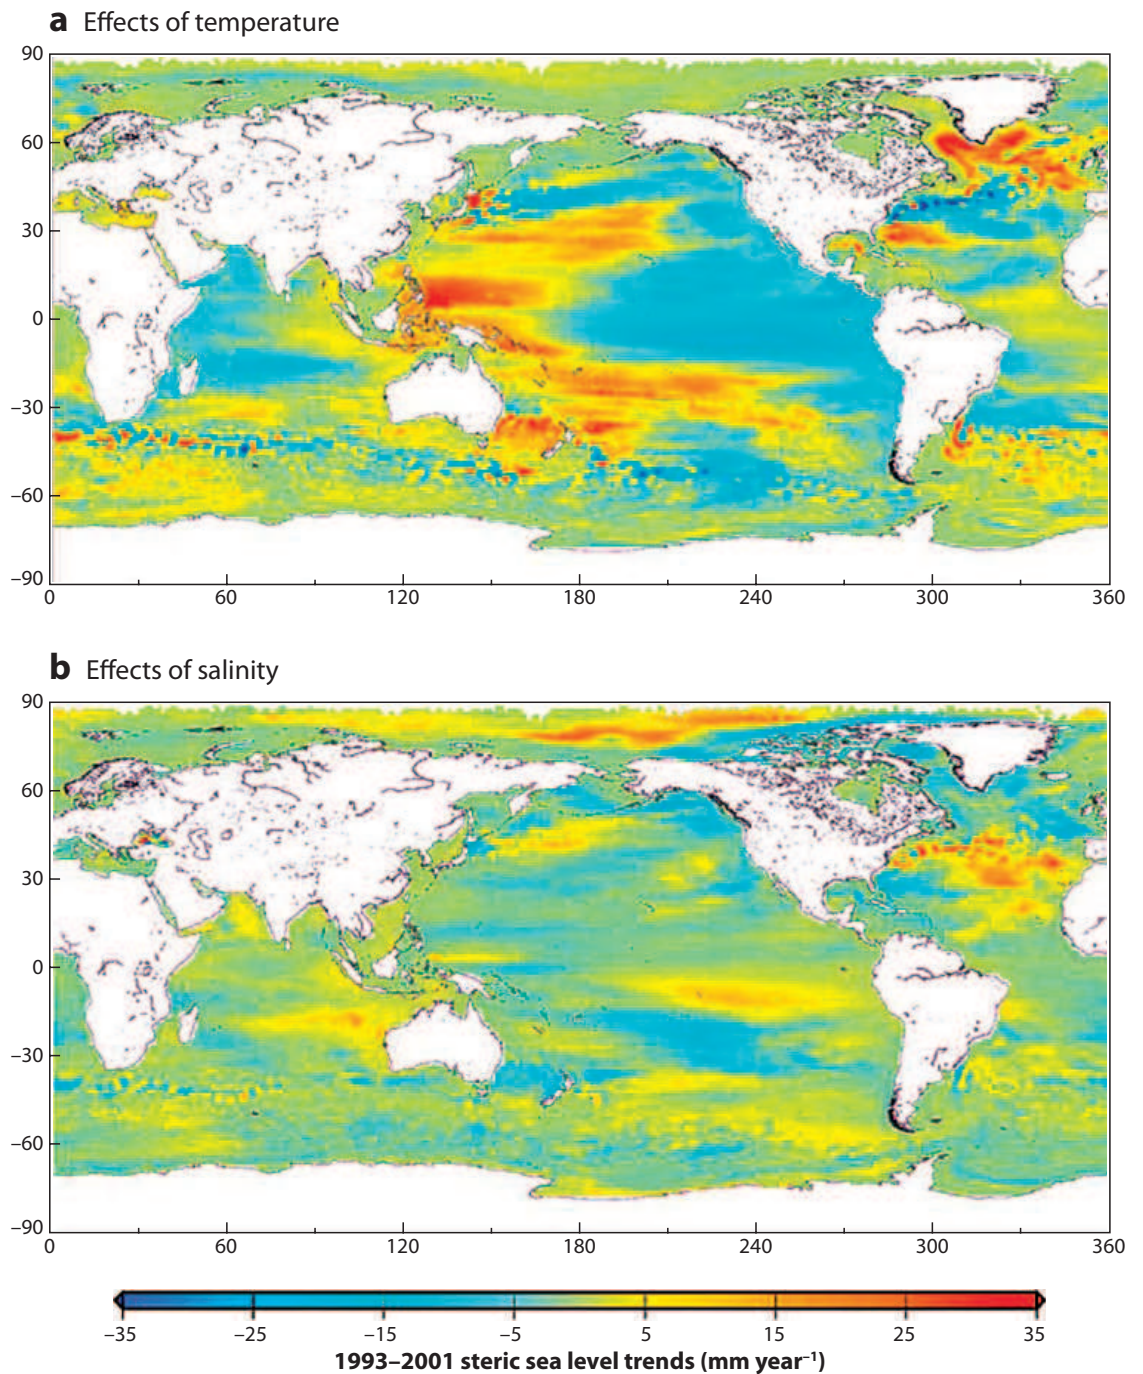 a Effects of temperature
90
60
30
0
–30
–60
–90
0 60 120 180 240 300 360
b Effects of salinity
90
60
30
0
–30
–60
–90
0 60 120 180 240 300 360
–35 –25 –15 –5 5 15 25 35
1993–2001 steric sea level trends (mm year⁻¹)